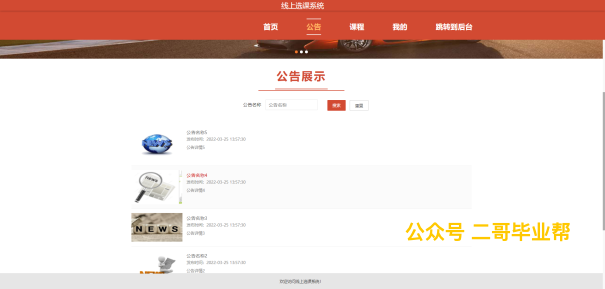 线上选课系统
首页
公告
课程
我的
跳转到后台
公告展示
公告名称
公告名称
搜索
重置
公告名称5
发布时间：2022-03-25 13:57:30
公告详情5
公告名称4
发布时间：2022-03-25 13:57:30
公告详情4
NEWS
公告名称3
发布时间：2022-03-25 13:57:30
公告详情3
NEWS
公告名称2
发布时间：2022-03-25 13:57:30
公告详情2
公众号 二哥毕业帮
欢迎访问线上选课系统!